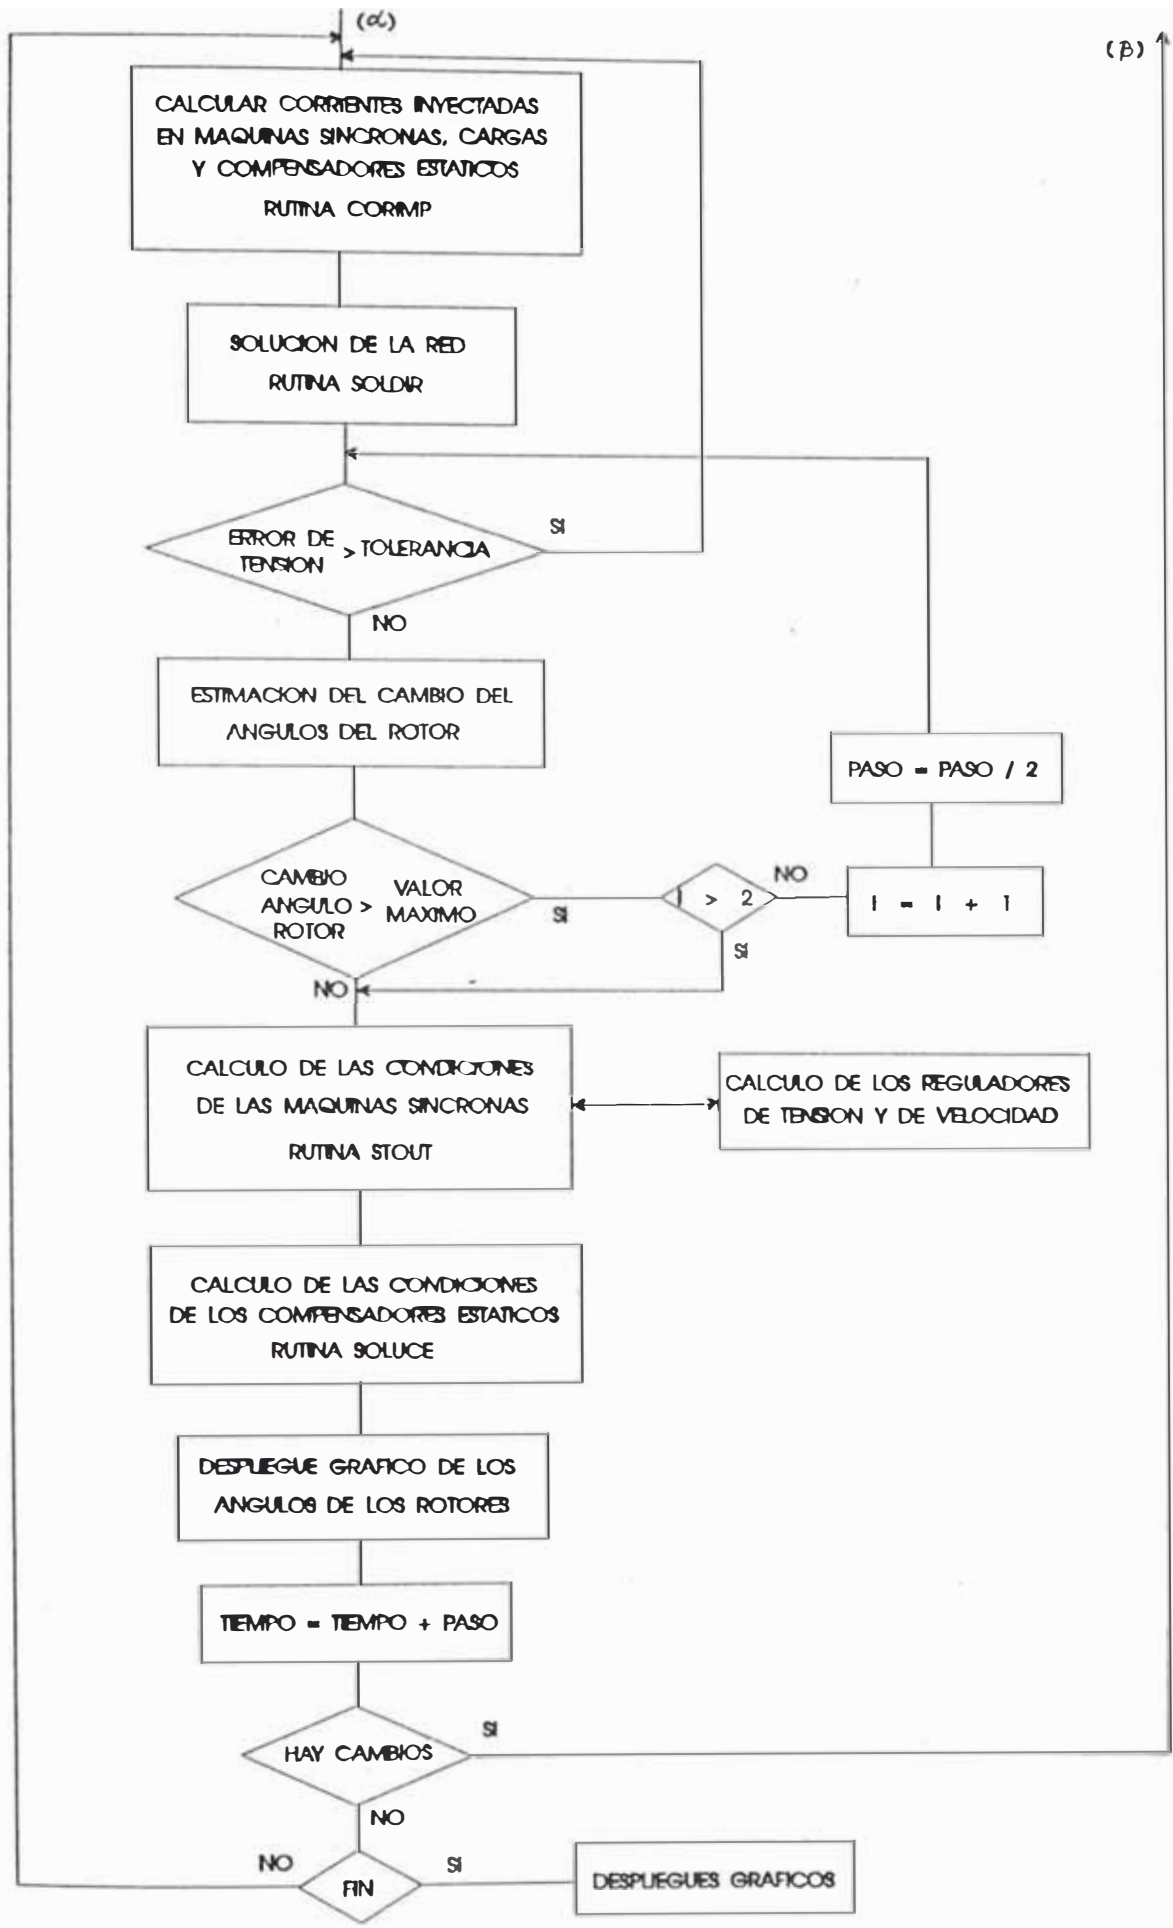 (α)
(β)
CALCULAR CORRIENTES INYECTADAS
EN MAQUINAS SINCRONAS, CARGAS
Y COMPENSADORES ESTATICOS
RUTINA CORIMP
SOLUCION DE LA RED
RUTINA SOLDIR
ERROR DE
TENSION
> TOLERANCIA
SI
NO
ESTIMACION DEL CAMBIO DEL
ANGULOS DEL ROTOR
PASO = PASO / 2
CAMBIO
ANGULO
ROTOR
>
VALOR
MAXIMO
SI
I > 2
NO
I = I + 1
SI
NO
CALCULO DE LAS CONDICIONES
DE LAS MAQUINAS SINCRONAS
RUTINA STOUT
CALCULO DE LOS REGULADORES
DE TENSION Y DE VELOCIDAD
CALCULO DE LAS CONDICIONES
DE LOS COMPENSADORES ESTATICOS
RUTINA SOLUCE
DESPLIEGUE GRAFICO DE LOS
ANGULOS DE LOS ROTORES
TIEMPO = TIEMPO + PASO
HAY CAMBIOS
SI
NO
FIN
NO
SI
DESPLIEGUES GRAFICOS